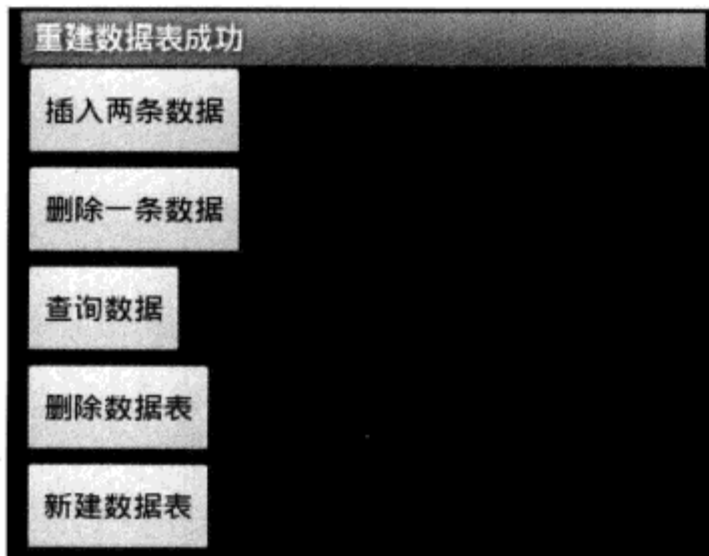 重建数据表成功
插入两条数据
删除一条数据
查询数据
删除数据表
新建数据表